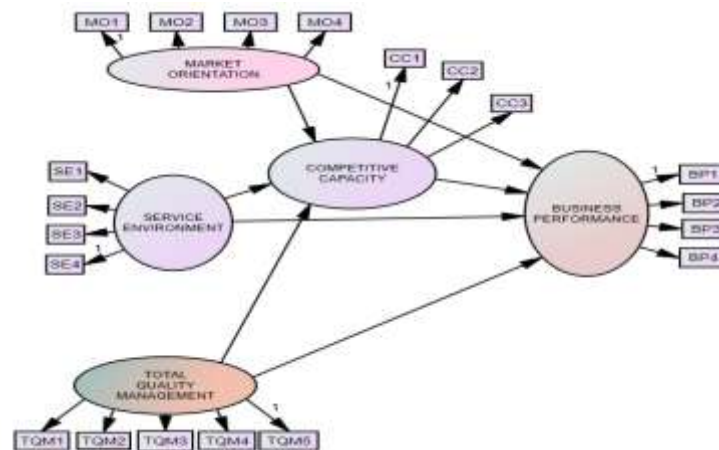 MO1
MO2
MO3
MO4
1
MARKET
ORIENTATION
CC1
CC2
CC3
1
COMPETITIVE
CAPACITY
SE1
SE2
SE3
SE4
1
SERVICE
ENVIRONMENT
BUSINESS
PERFORMANCE
1
BP1
BP2
BP3
BP4
TOTAL
QUALITY
MANAGEMENT
1
TQM1
TQM2
TQM3
TQM4
TQM5